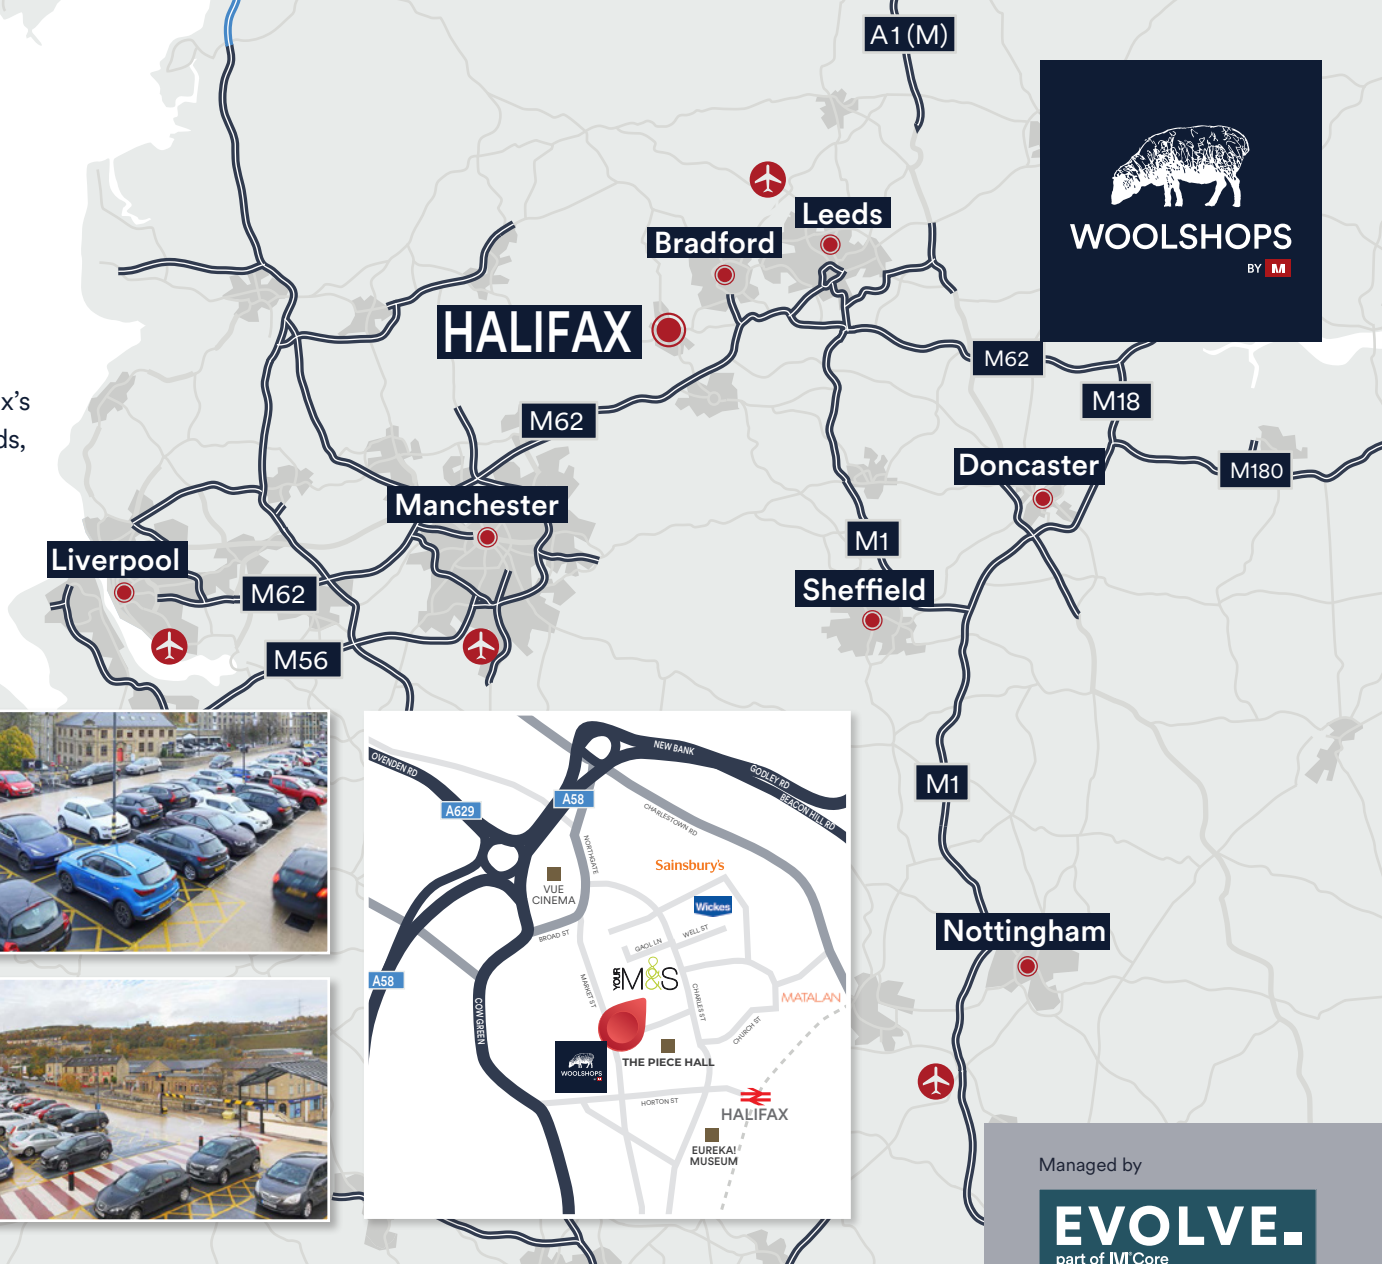 A1(M)
WOOLSHOPS
BY M
Leeds
Bradford
HALIFAX
M62
M18
x's
ds,
M62
Doncaster
M180
Manchester
M1
Liverpool
Sheffield
M62
M56
M1
Nottingham
OVENDEN RD
NEW BANK
GODLEY RD
BEACON HILL RD
A58
A629
CHARLESTOWN RD
NORTHGATE
Sainsbury's
VUE
CINEMA
Wickes
BROAD ST
GAOL LN
WELL ST
YOUR
M&S
A58
MARKET ST
CHARLES ST
MATALAN
COW GREEN
CHURCH ST
THE PIECE HALL
WOOLSHOPS
HORTON ST
HALIFAX
EUREKA!
MUSEUM
Managed by
EVOLVE.
part of M Core